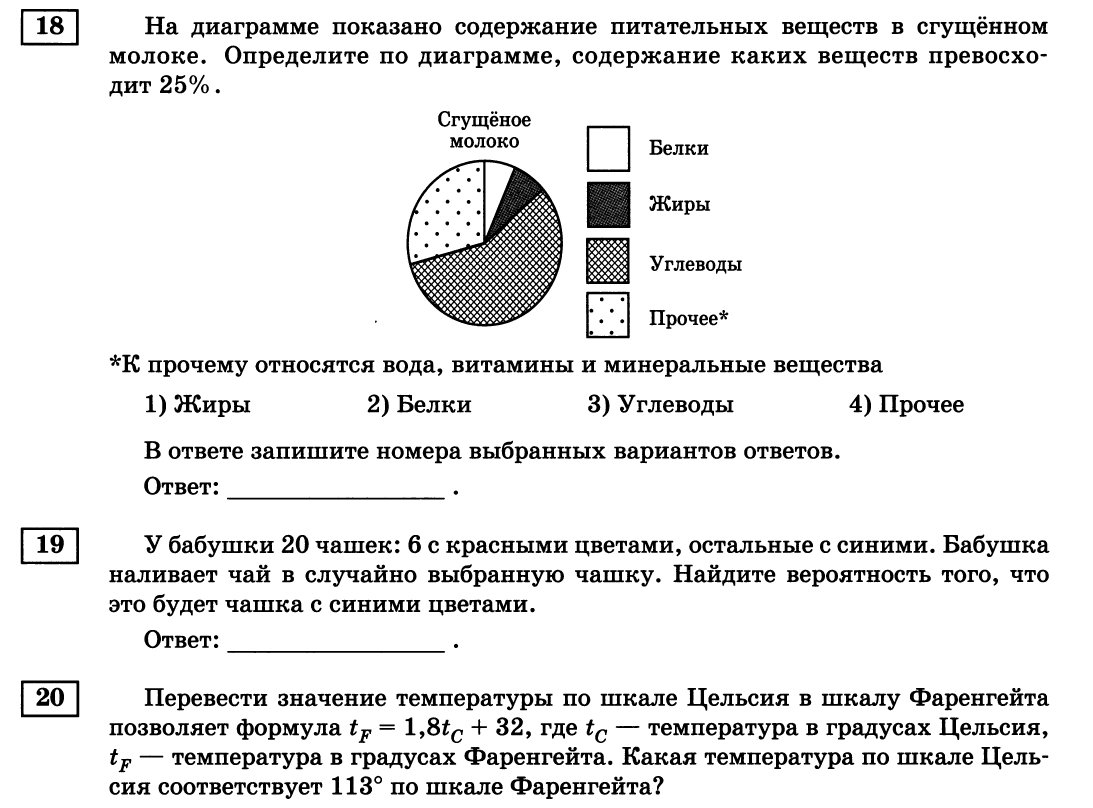 18
На диаграмме показано содержание питательных веществ в сгущённом
молоке. Определите по диаграмме, содержание каких веществ превосхо-
дит 25%.
Сгущёное
молоко
Белки
Жиры
Углеводы
Прочее*
*К прочему относятся вода, витамины и минеральные вещества
1) Жиры 2) Белки 3) Углеводы 4) Прочее
В ответе запишите номера выбранных вариантов ответов.
Ответ: ____________________ .
19
У бабушки 20 чашек: 6 с красными цветами, остальные с синими. Бабушка
наливает чай в случайно выбранную чашку. Найдите вероятность того, что
это будет чашка с синими цветами.
Ответ: ____________________ .
20
Перевести значение температуры по шкале Цельсия в шкалу Фаренгейта
позволяет формула t_F = 1,8t_C + 32, где t_C — температура в градусах Цельсия,
t_F — температура в градусах Фаренгейта. Какая температура по шкале Цель-
сия соответствует 113° по шкале Фаренгейта?